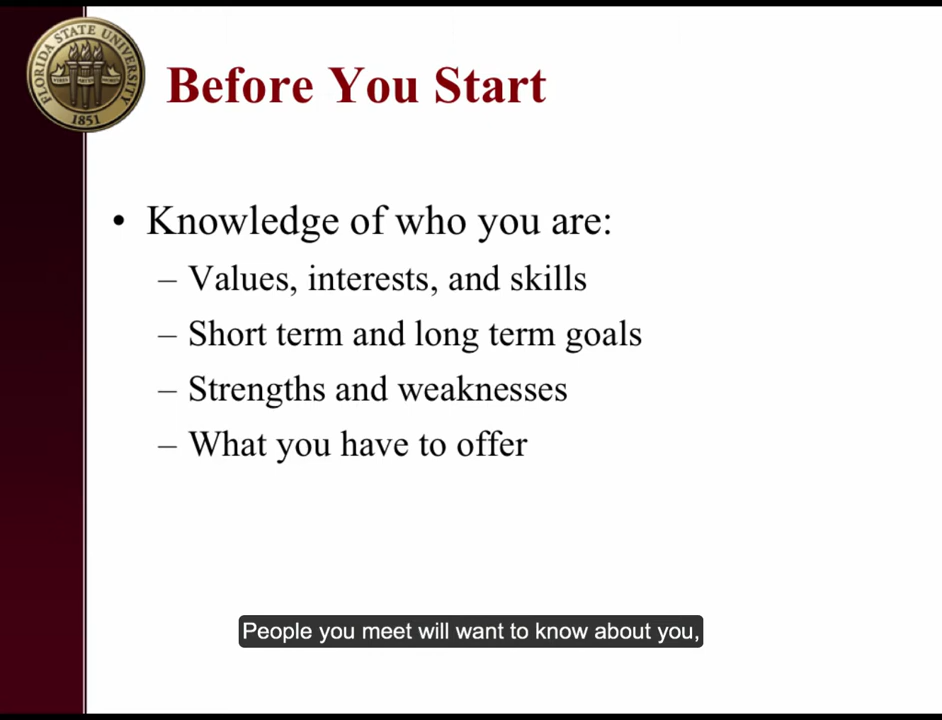 FLORIDA STATE UNIVERSITY
1851
Before You Start
• Knowledge of who you are:
– Values, interests, and skills
– Short term and long term goals
– Strengths and weaknesses
– What you have to offer
People you meet will want to know about you,